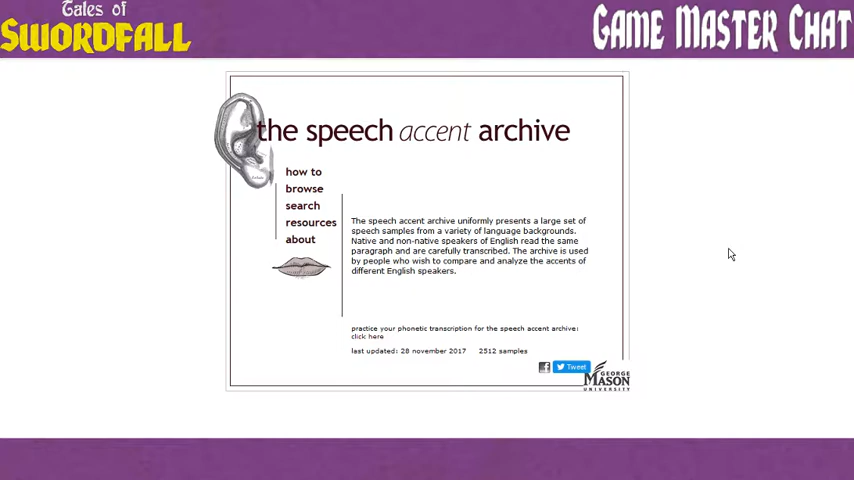 Tales of
SWORDFALL
GAME MASTER CHAT
the speech accent archive
how to
browse
search
resources
about
The speech accent archive uniformly presents a large set of
speech samples from a variety of language backgrounds.
Native and non-native speakers of English read the same
paragraph and are carefully transcribed. The archive is used
by people who wish to compare and analyze the accents of
different English speakers.
practice your phonetic transcription for the speech accent archive:
click here
last updated: 28 november 2017 2512 samples
Tweet
GEORGE
MASON
UNIVERSITY